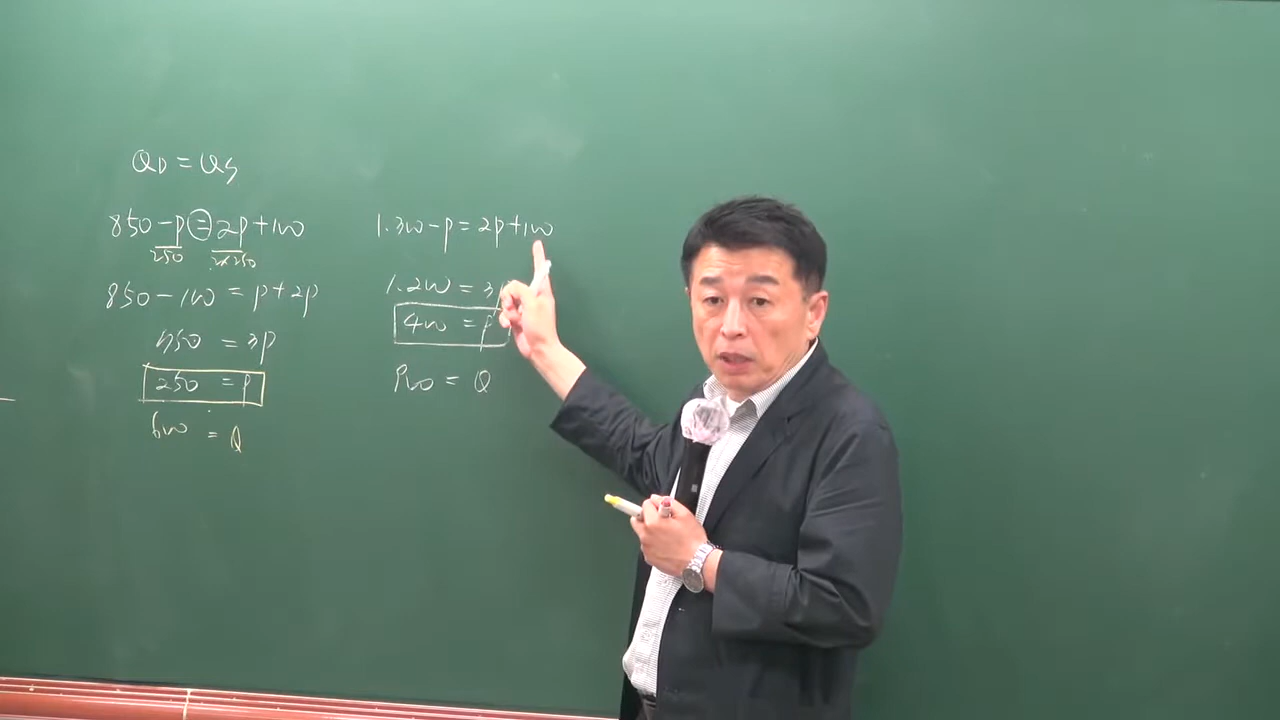 QD = QS
850 - P = 2P + 100
250 2×250
850 - 100 = P + 2P
750 = 3P
250 = P
600 = Q
1.300 - P = 2P + 100
1.200 = 3
400 = P
900 = Q